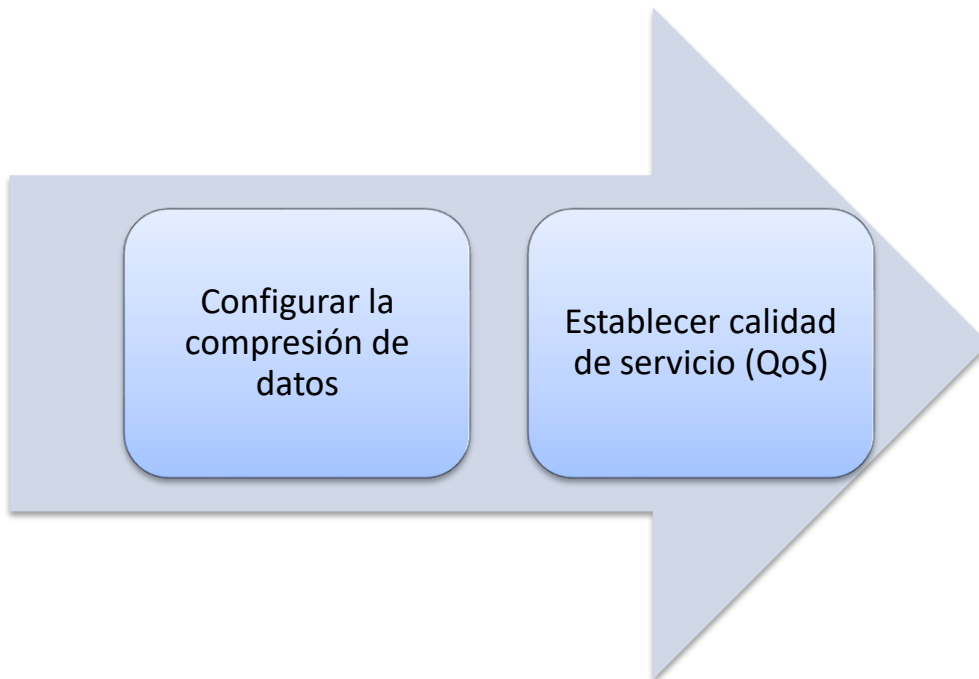 Configurar la
compresión de
datos
Establecer calidad
de servicio (QoS)